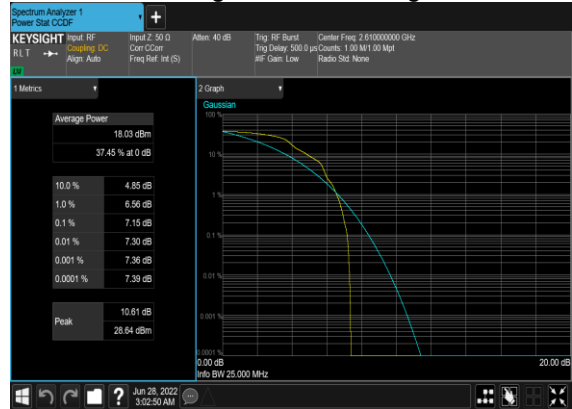 Spectrum Analyzer 1
Power Stat CCDF
KEYSIGHT
RLT
Input: RF
Coupling: DC
Align: Auto
Input Z: 50 Ω
Corr CCorr
Freq Ref: Int (S)
Atten: 40 dB
Trig: RF Burst
Trig Delay: 500.0 µs
#IF Gain: Low
Center Freq: 2.610000000 GHz
Counts: 1.00 M/1.00 Mpt
Radio Std: None
1 Metrics
Average Power
18.03 dBm
37.45 % at 0 dB
10.0 % 4.85 dB
1.0 % 6.56 dB
0.1 % 7.15 dB
0.01 % 7.30 dB
0.001 % 7.36 dB
0.0001 % 7.39 dB
Peak
10.61 dB
28.64 dBm
2 Graph
Gaussian
100 %
10 %
1 %
0.1 %
0.01 %
0.001 %
0.0001 %
0.00 dB 20.00 dB
Info BW 25.000 MHz
? Jun 28, 2022
3:02:50 AM